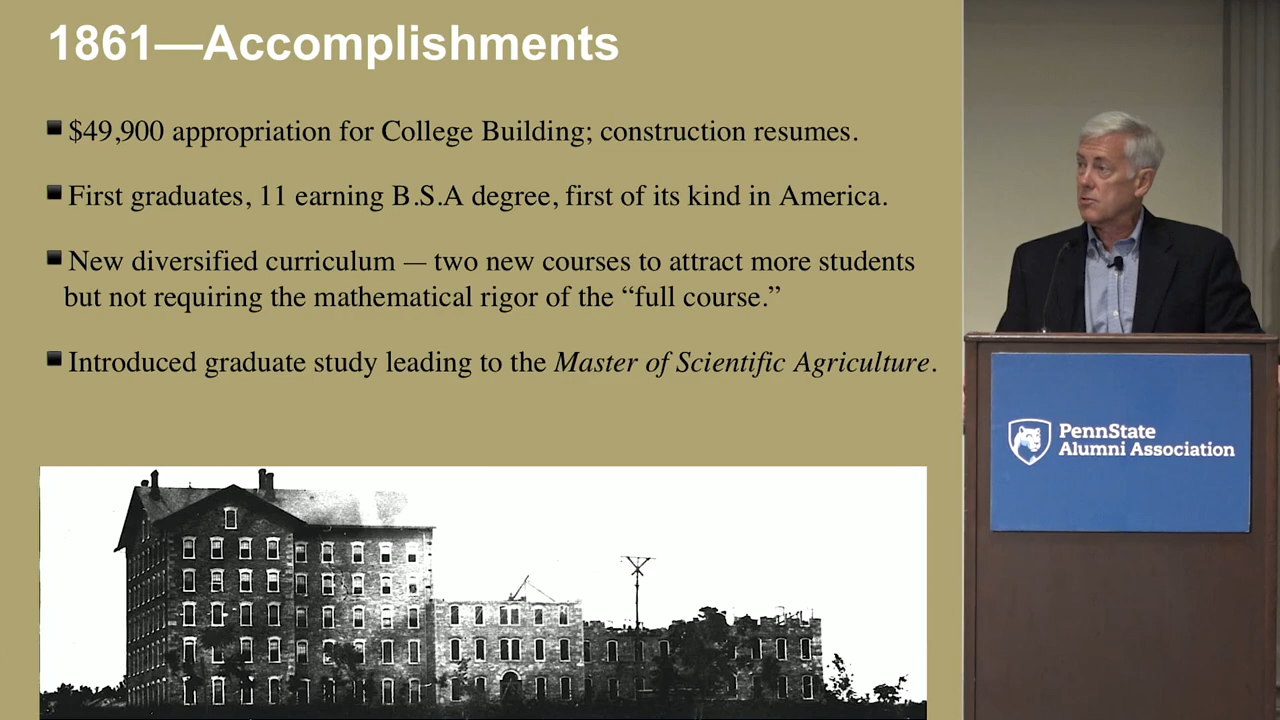 1861—Accomplishments
$49,900 appropriation for College Building; construction resumes.
First graduates, 11 earning B.S.A degree, first of its kind in America.
New diversified curriculum — two new courses to attract more students
but not requiring the mathematical rigor of the “full course.”
Introduced graduate study leading to the Master of Scientific Agriculture.
PennState
Alumni Association